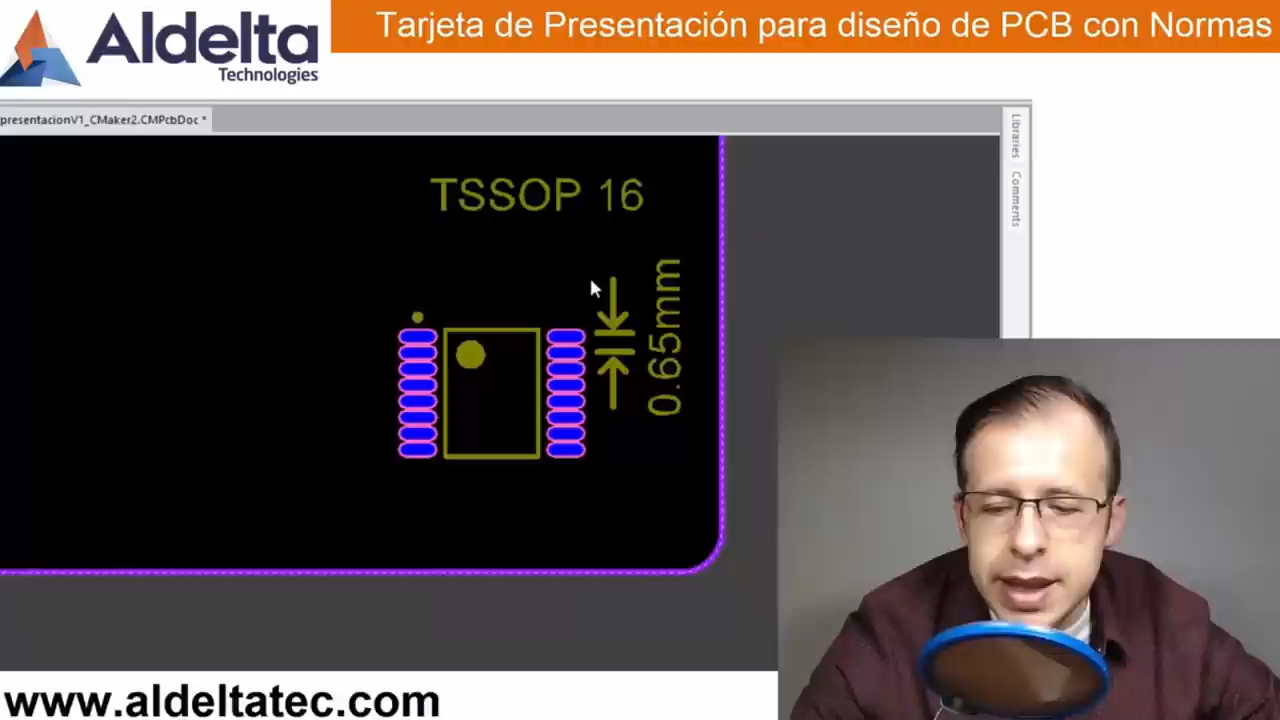 Aldelta
Technologies
Tarjeta de Presentación para diseño de PCB con Normas
presentacionV1_CMaker2.CMPcbDoc *
Libraries
Comments
TSSOP 16
0.65mm
www.aldeltatec.com